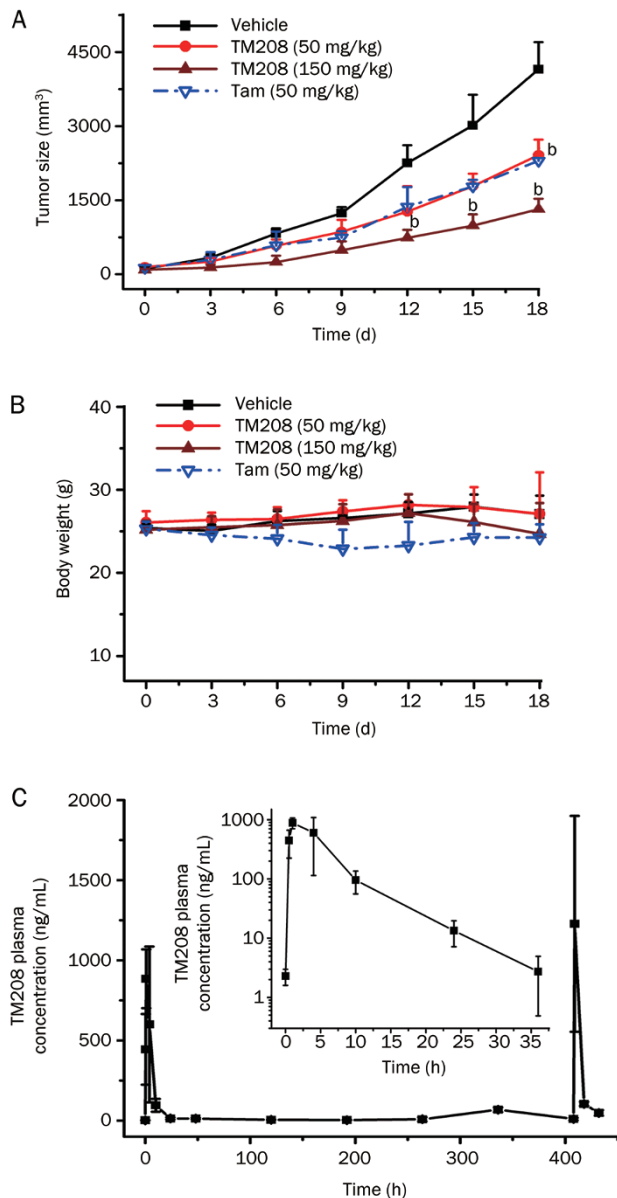 A
Vehicle
TM208 (50 mg/kg)
TM208 (150 mg/kg)
Tam (50 mg/kg)
Tumor size (mm³)
4500
3000
1500
0
b
b
b
b
0 3 6 9 12 15 18
Time (d)
B
Vehicle
TM208 (50 mg/kg)
TM208 (150 mg/kg)
Tam (50 mg/kg)
Body weight (g)
40
30
20
10
0 3 6 9 12 15 18
Time (d)
C
TM208 plasma
concentration (ng/mL)
2000
1500
1000
500
0
TM208 plasma
concentration (ng/mL)
1000
100
10
1
0 5 10 15 20 25 30 35
Time (h)
0 100 200 300 400
Time (h)